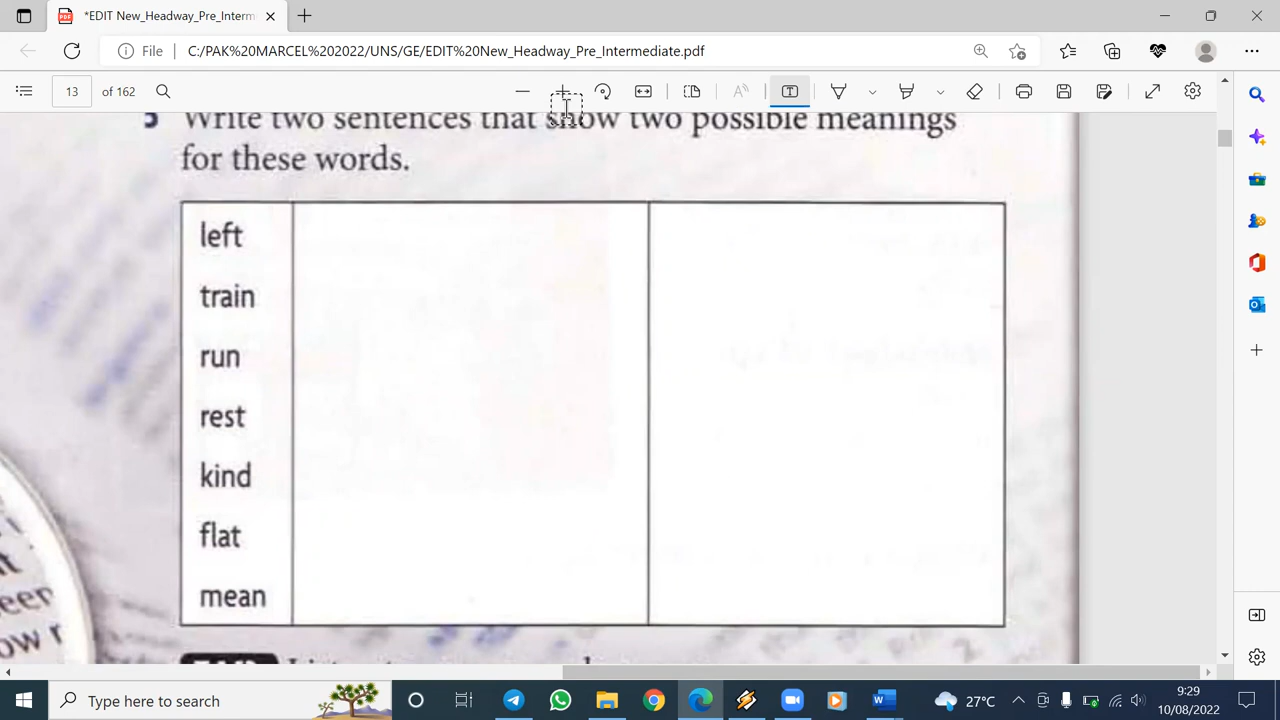 *EDIT New_Headway_Pre_Interm
File
C:/PAK%20MARCEL%202022/UNS/GE/EDIT%20New_Headway_Pre_Intermediate.pdf
13 of 162
5 Write two sentences that show two possible meanings
for these words.
left
train
run
rest
kind
flat
mean
Type here to search
27°C
9:29
10/08/2022